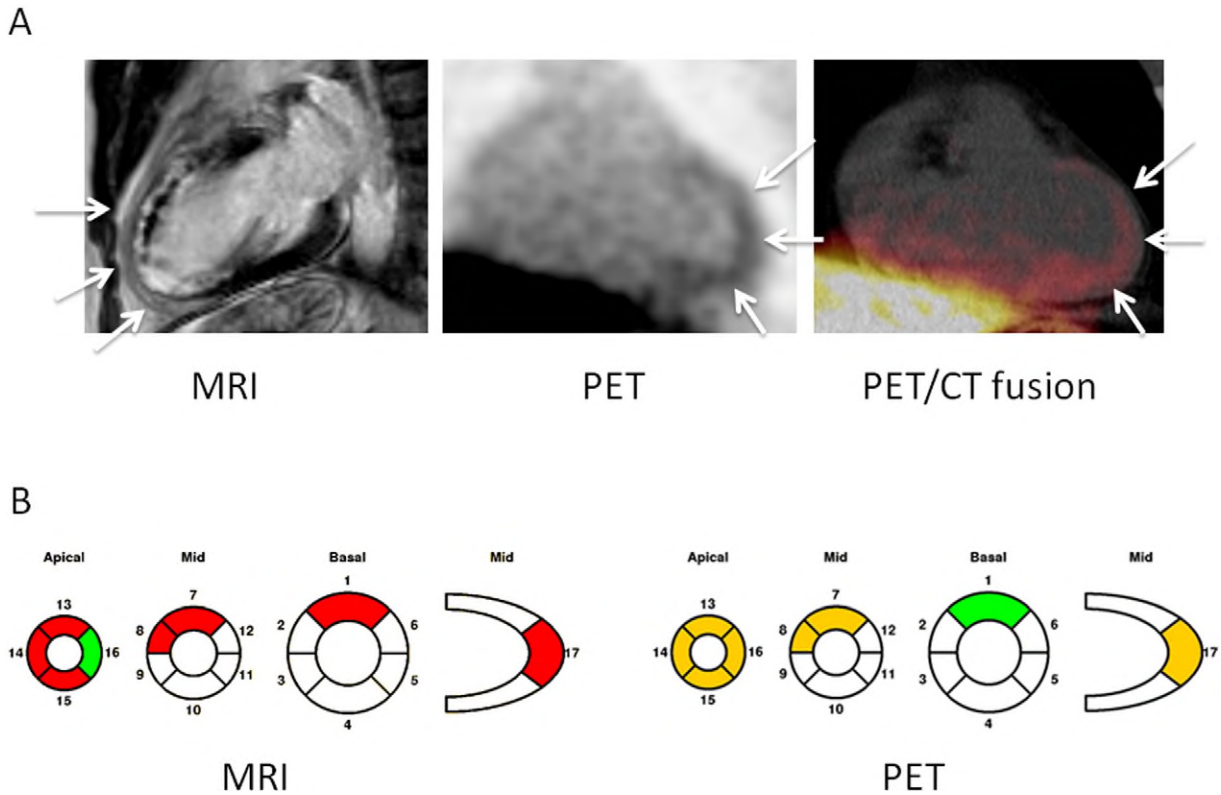 A
MRI PET PET/CT fusion
B
Apical Mid Basal Mid Apical Mid Basal Mid
13 14 15 16
7 8 9 10 11 12
1 2 3 4 5 6
17
13 14 15 16
7 8 9 10 11 12
1 2 3 4 5 6
17
MRI PET